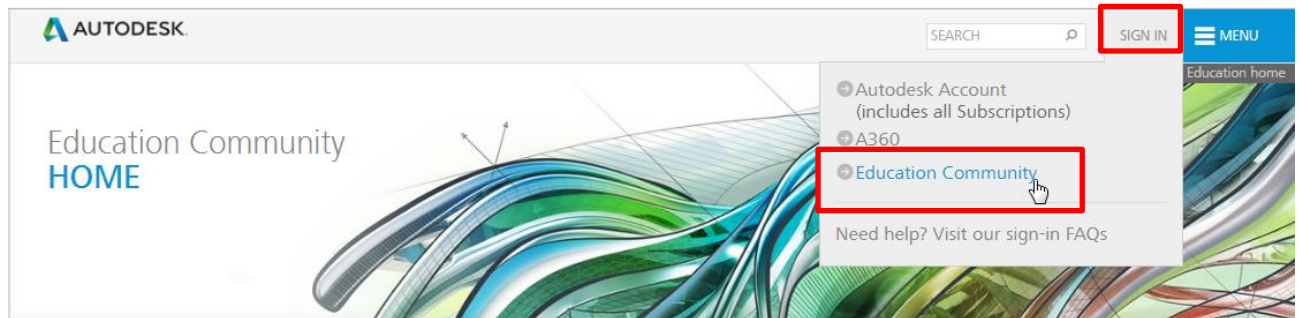 AUTODESK.
SEARCH
SIGN IN
MENU
Education home
Education Community
HOME
Autodesk Account
(includes all Subscriptions)
A360
Education Community
Need help? Visit our sign-in FAQs